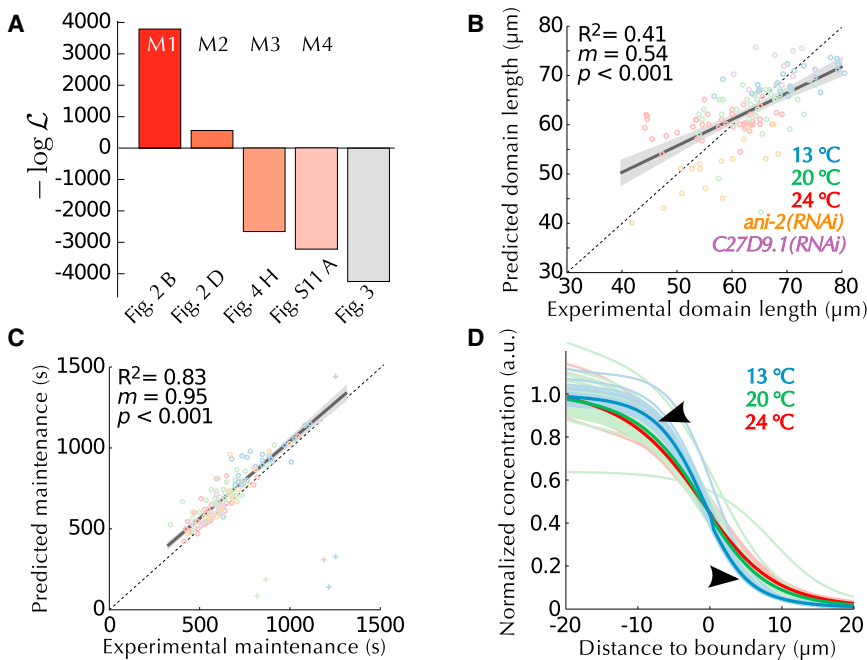 A
4000
3000
2000
1000
0
-1000
-2000
-3000
-4000
− log ℒ
M1 M2 M3 M4
Fig. 2 B
Fig. 2 D
Fig. 4 H
Fig. S11 A
Fig. 3
B
80
70
60
50
40
30
Predicted domain length (μm)
R²= 0.41
m = 0.54
p < 0.001
13 °C
20 °C
24 °C
ani-2(RNAi)
C27D9.1(RNAi)
30 40 50 60 70 80
Experimental domain length (μm)
C
1500
1000
500
0
Predicted maintenance (s)
R²= 0.83
m = 0.95
p < 0.001
0 500 1000 1500
Experimental maintenance (s)
D
1.0
0.8
0.6
0.4
0.2
0
Normalized concentration (a.u.)
13 °C
20 °C
24 °C
-20 -10 0 10 20
Distance to boundary (μm)